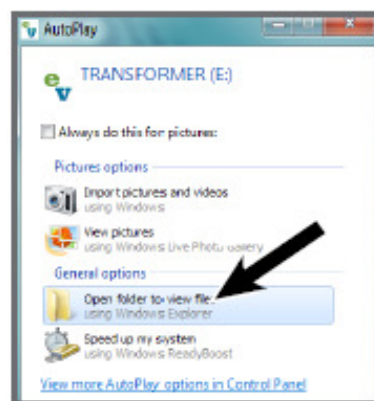 AutoPlay
ev
TRANSFORMER (E:)
Always do this for pictures:
Pictures options
Import pictures and videos
using Windows
View pictures
using Windows Live Photo Gallery
General options
Open folder to view
using Windows Explorer
Speed up my system
using Windows ReadyBoost
View more AutoPlay options in Control Panel